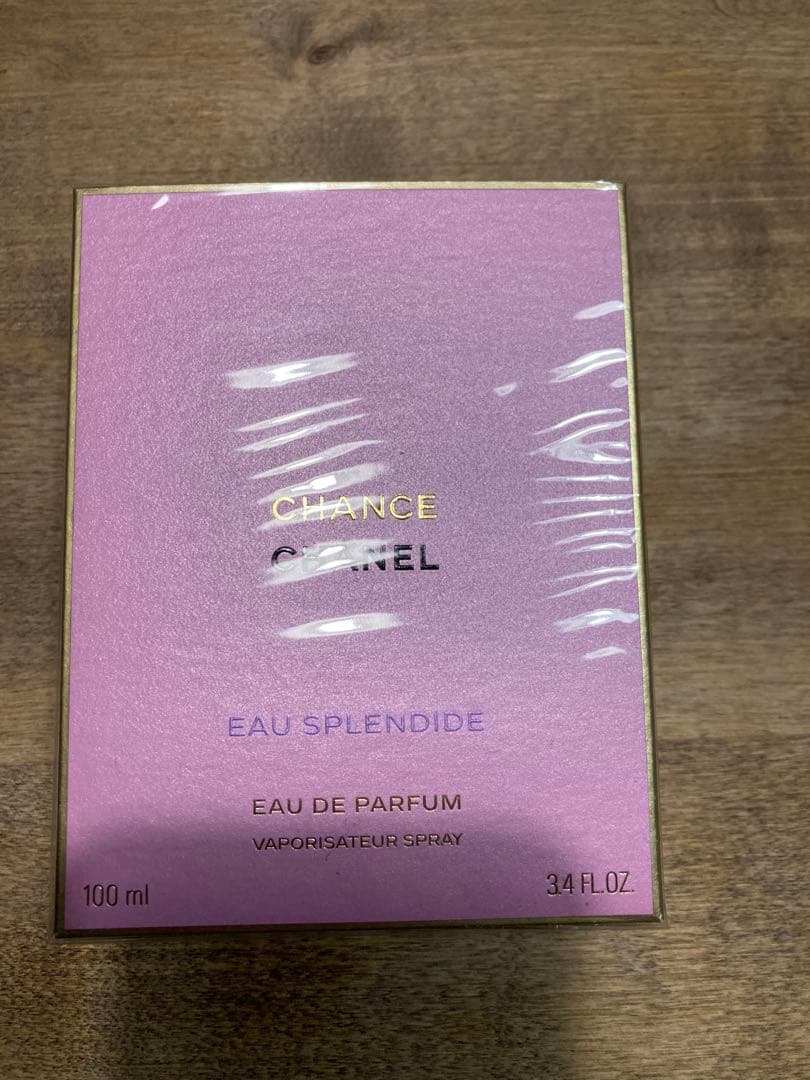 CHANCE
CHANEL
EAU SPLENDIDE
EAU DE PARFUM
VAPORISATEUR SPRAY
100 ml
3.4 FL.OZ.